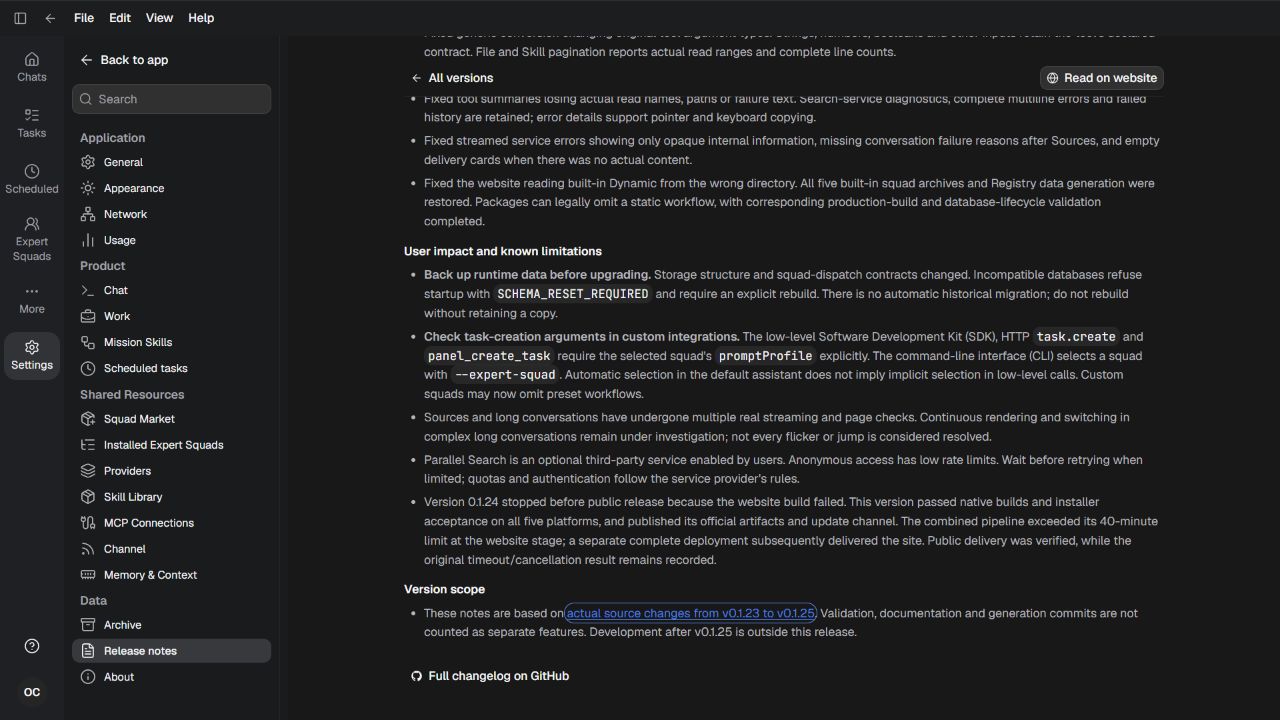 File Edit View Help
Chats
Tasks
Scheduled
Expert
Squads
More
Settings
OC
Back to app
Search
Application
General
Appearance
Network
Usage
Product
Chat
Work
Mission Skills
Scheduled tasks
Shared Resources
Squad Market
Installed Expert Squads
Providers
Skill Library
MCP Connections
Channel
Memory & Context
Data
Archive
Release notes
About
contract. File and Skill pagination reports actual read ranges and complete line counts.
All versions
Read on website
Fixed tool summaries losing actual read names, paths or failure text. Search-service diagnostics, complete multiline errors and failed
history are retained; error details support pointer and keyboard copying.
Fixed streamed service errors showing only opaque internal information, missing conversation failure reasons after Sources, and empty
delivery cards when there was no actual content.
Fixed the website reading built-in Dynamic from the wrong directory. All five built-in squad archives and Registry data generation were
restored. Packages can legally omit a static workflow, with corresponding production-build and database-lifecycle validation
completed.
User impact and known limitations
Back up runtime data before upgrading. Storage structure and squad-dispatch contracts changed. Incompatible databases refuse
startup with SCHEMA_RESET_REQUIRED and require an explicit rebuild. There is no automatic historical migration; do not rebuild
without retaining a copy.
Check task-creation arguments in custom integrations. The low-level Software Development Kit (SDK), HTTP task.create and
panel_create_task require the selected squad's promptProfile explicitly. The command-line interface (CLI) selects a squad
with --expert-squad. Automatic selection in the default assistant does not imply implicit selection in low-level calls. Custom
squads may now omit preset workflows.
Sources and long conversations have undergone multiple real streaming and page checks. Continuous rendering and switching in
complex long conversations remain under investigation; not every flicker or jump is considered resolved.
Parallel Search is an optional third-party service enabled by users. Anonymous access has low rate limits. Wait before retrying when
limited; quotas and authentication follow the service provider's rules.
Version 0.1.24 stopped before public release because the website build failed. This version passed native builds and installer
acceptance on all five platforms, and published its official artifacts and update channel. The combined pipeline exceeded its 40-minute
limit at the website stage; a separate complete deployment subsequently delivered the site. Public delivery was verified, while the
original timeout/cancellation result remains recorded.
Version scope
These notes are based on actual source changes from v0.1.23 to v0.1.25. Validation, documentation and generation commits are not
counted as separate features. Development after v0.1.25 is outside this release.
Full changelog on GitHub